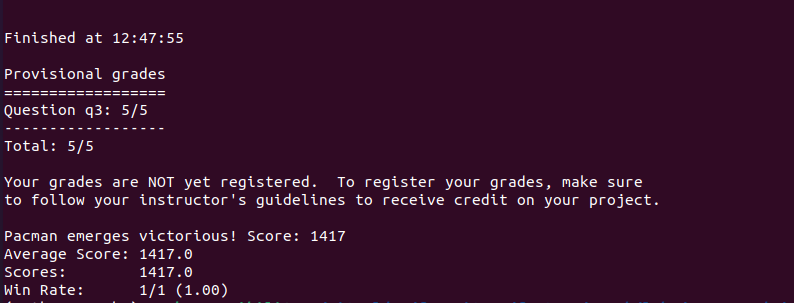 Finished at 12:47:55
Provisional grades
==================
Question q3: 5/5
------------------
Total: 5/5
Your grades are NOT yet registered.  To register your grades, make sure
to follow your instructor's guidelines to receive credit on your project.
Pacman emerges victorious! Score: 1417
Average Score: 1417.0
Scores:        1417.0
Win Rate:      1/1 (1.00)